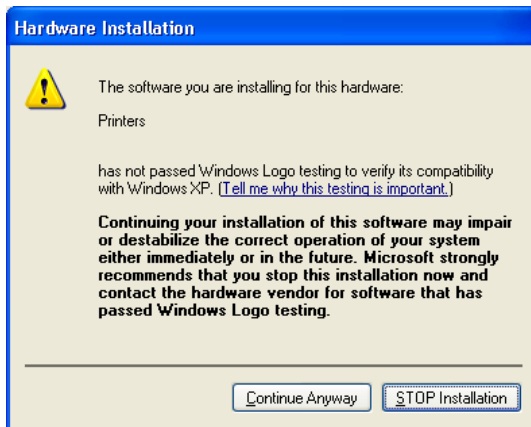 Hardware Installation
The software you are installing for this hardware:
Printers
has not passed Windows Logo testing to verify its compatibility
with Windows XP. (Tell me why this testing is important.)
Continuing your installation of this software may impair
or destabilize the correct operation of your system
either immediately or in the future. Microsoft strongly
recommends that you stop this installation now and
contact the hardware vendor for software that has
passed Windows Logo testing.
Continue Anyway
STOP Installation